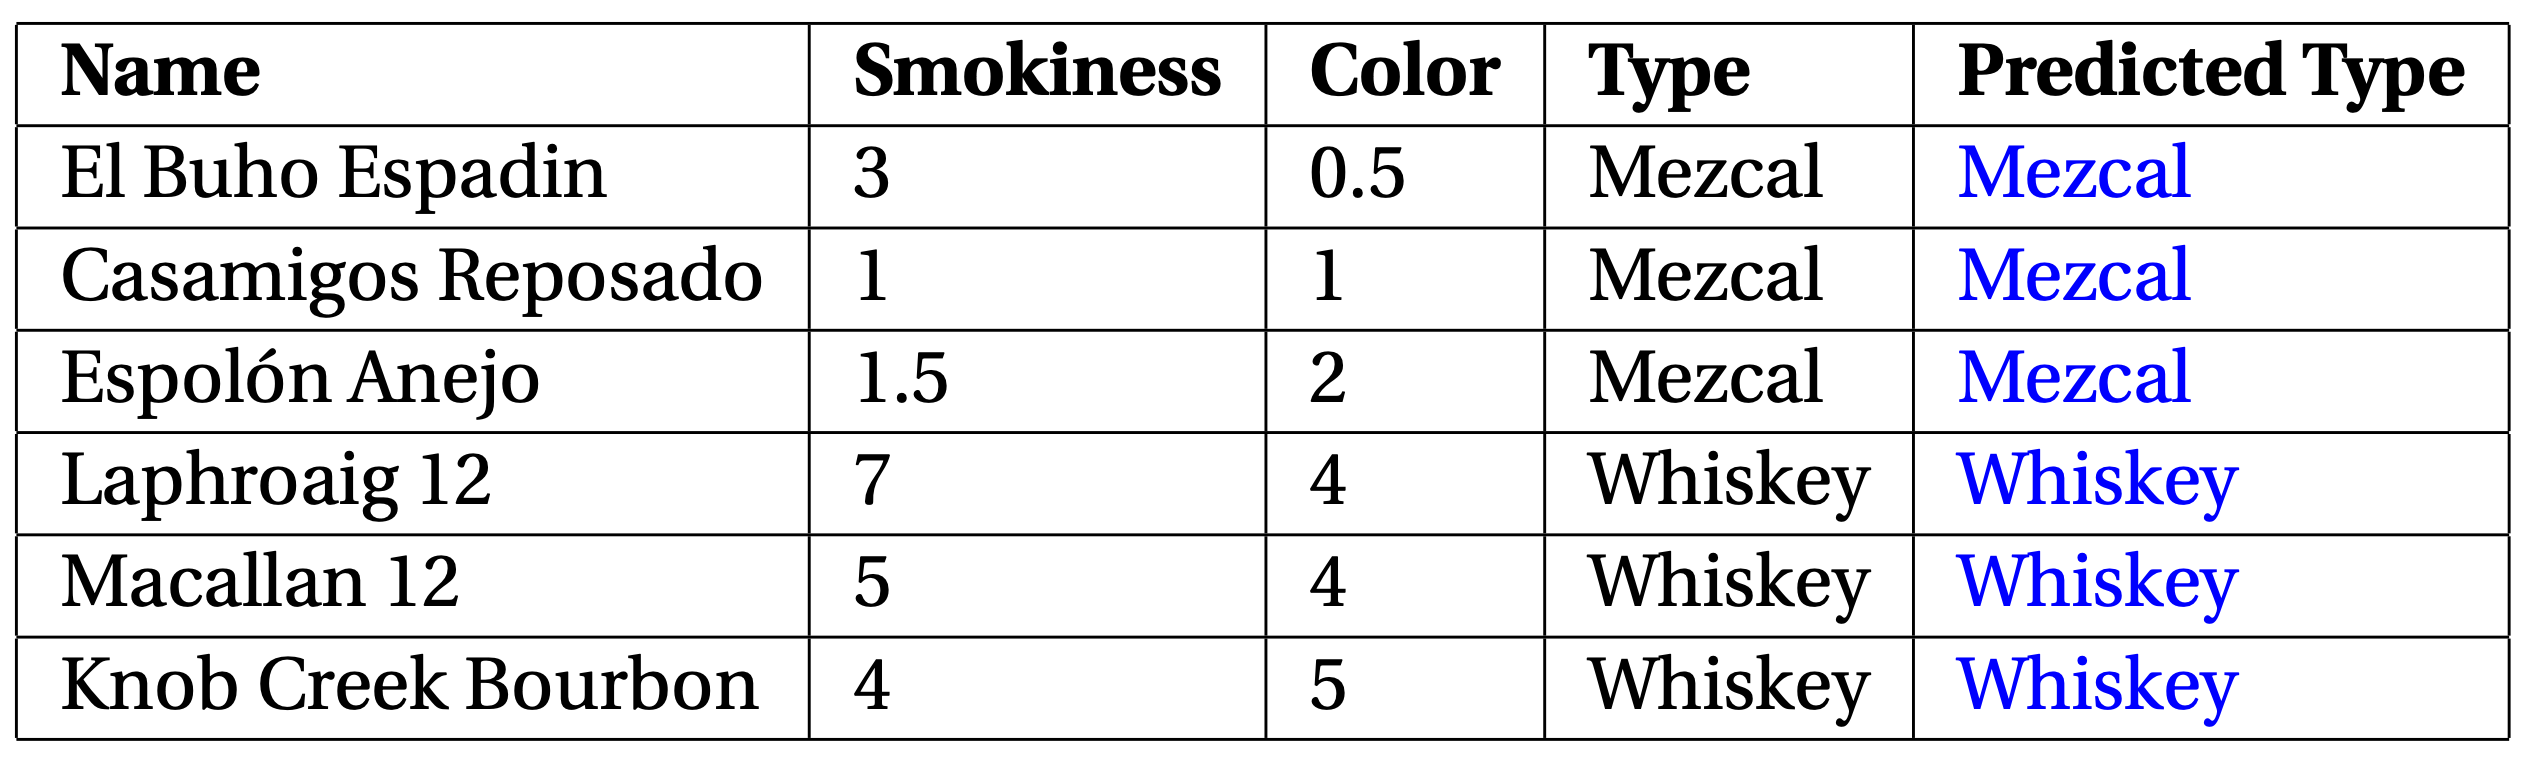 Name Smokiness Color Type Predicted Type
El Buho Espadin 3 0.5 Mezcal Mezcal
Casamigos Reposado 1 1 Mezcal Mezcal
Espolón Anejo 1.5 2 Mezcal Mezcal
Laphroaig 12 7 4 Whiskey Whiskey
Macallan 12 5 4 Whiskey Whiskey
Knob Creek Bourbon 4 5 Whiskey Whiskey